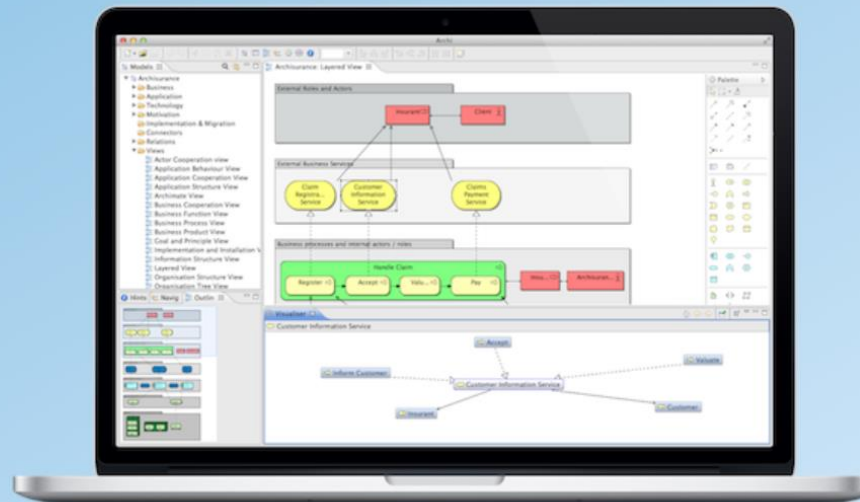 Archi
Models
Archisurance: Layered View
Palette
Archisurance
Business
Application
Technology
Motivation
Implementation & Migration
Connectors
Relations
Views
Actor Cooperation view
Application Behaviour View
Application Cooperation View
Application Structure View
Archimate View
Business Cooperation View
Business Function View
Business Process View
Business Product View
Goal and Principle View
Implementation and Installation V
Information Structure View
Layered View
Organisation Structure View
Organisation Tree View
External Roles and Actors
Insurant
Client
External Business Services
Claim
Registra...
Service
Customer
Information
Service
Claims
Payment
Service
Business processes and internal actors / roles
Handle Claim
Register
Accept
Valu...
Pay
Insu...
Archisuran...
Hints
Navig
Outlin
Visualiser
Customer Information Service
Accept
Valuate
Inform Customer
Customer Information Service
Insurant
Customer